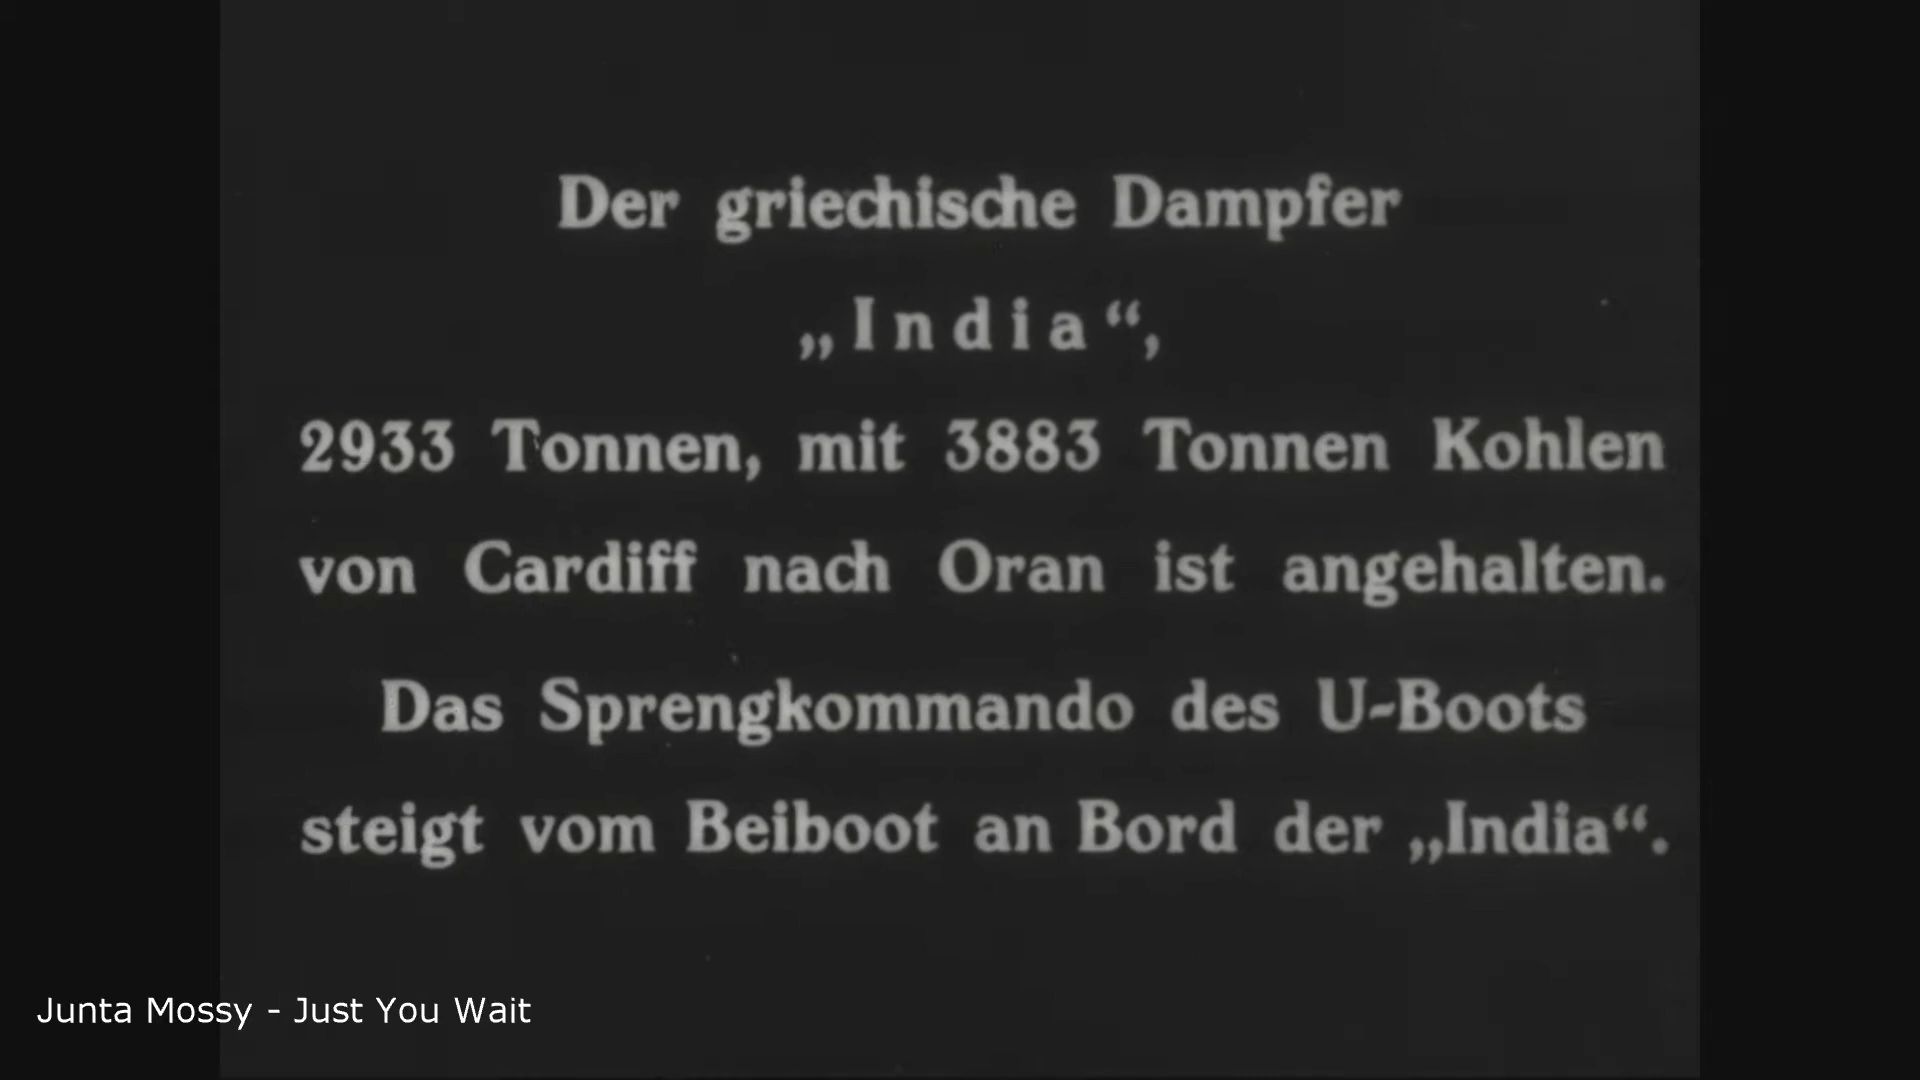 Der griechische Dampfer
„India“,
2933 Tonnen, mit 3883 Tonnen Kohlen
von Cardiff nach Oran ist angehalten.
Das Sprengkommando des U-Boots
steigt vom Beiboot an Bord der „India“.
Junta Mossy - Just You Wait